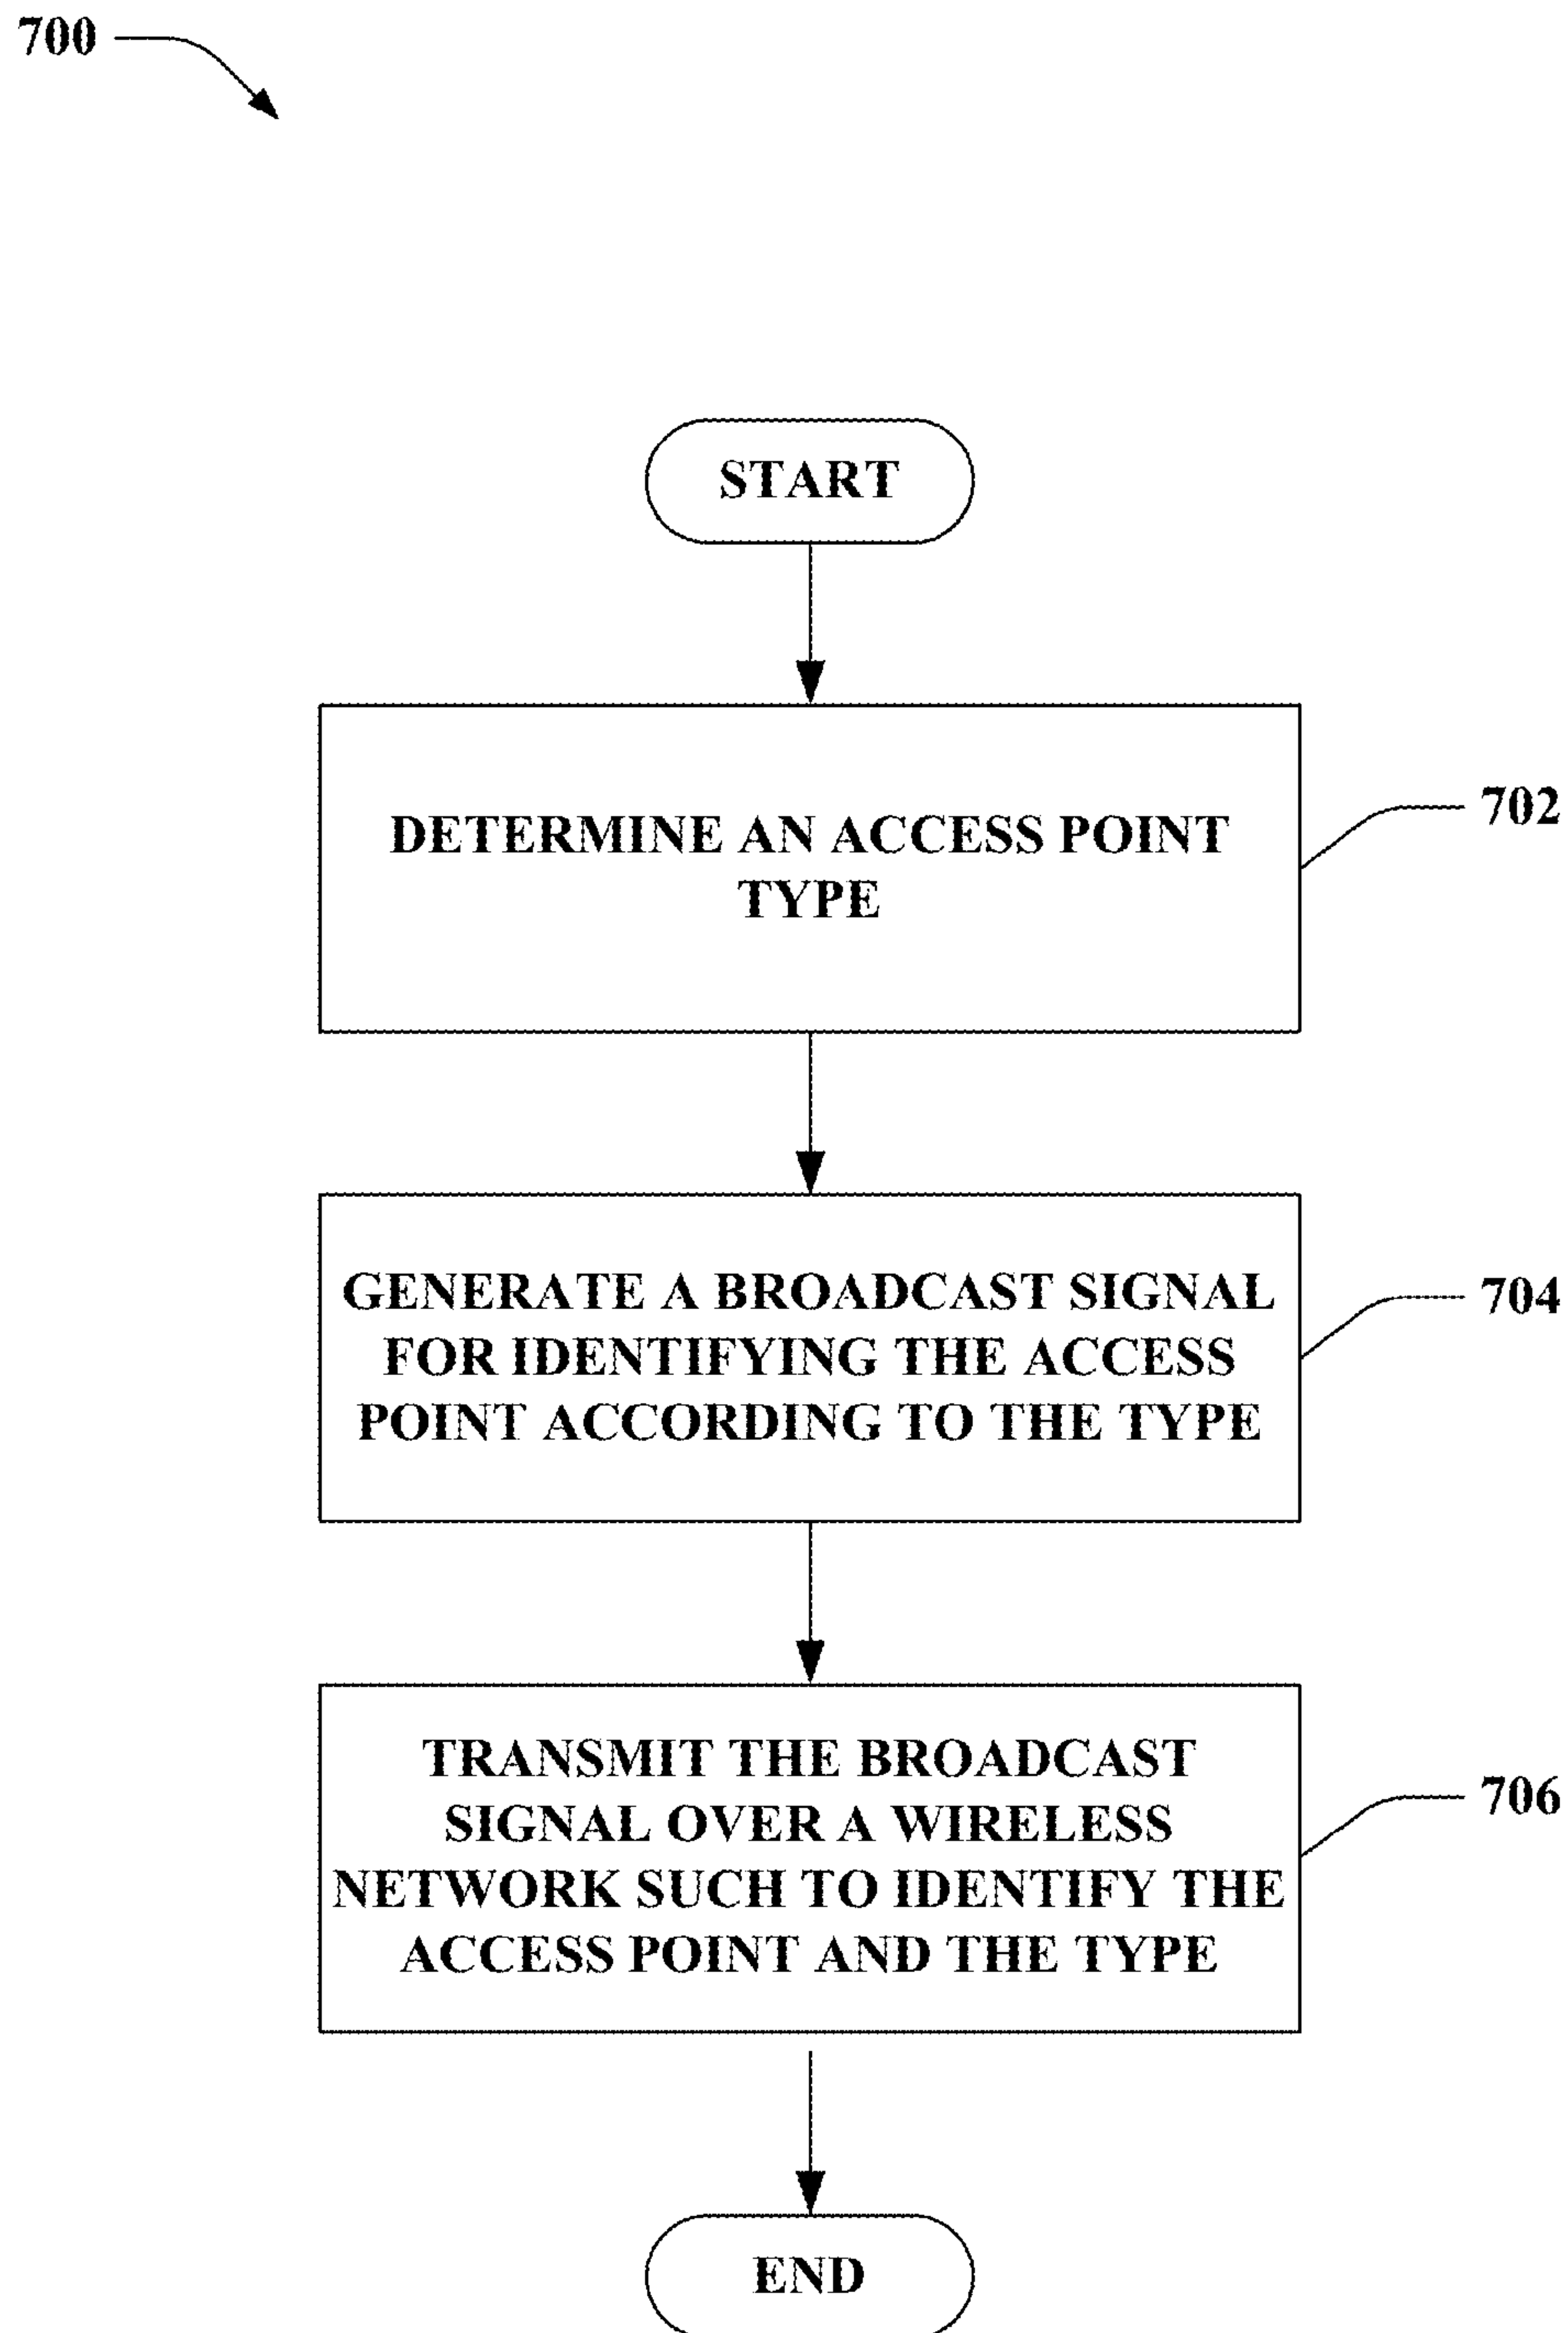 700
START
DETERMINE AN ACCESS POINT
TYPE
702
GENERATE A BROADCAST SIGNAL
FOR IDENTIFYING THE ACCESS
POINT ACCORDING TO THE TYPE
704
TRANSMIT THE BROADCAST
SIGNAL OVER A WIRELESS
NETWORK SUCH TO IDENTIFY THE
ACCESS POINT AND THE TYPE
706
END